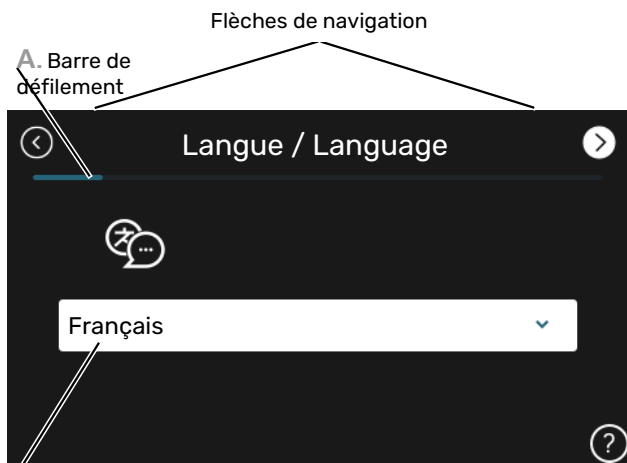 Flèches de navigation
A. Barre de
défilement
Langue / Language
Français
?